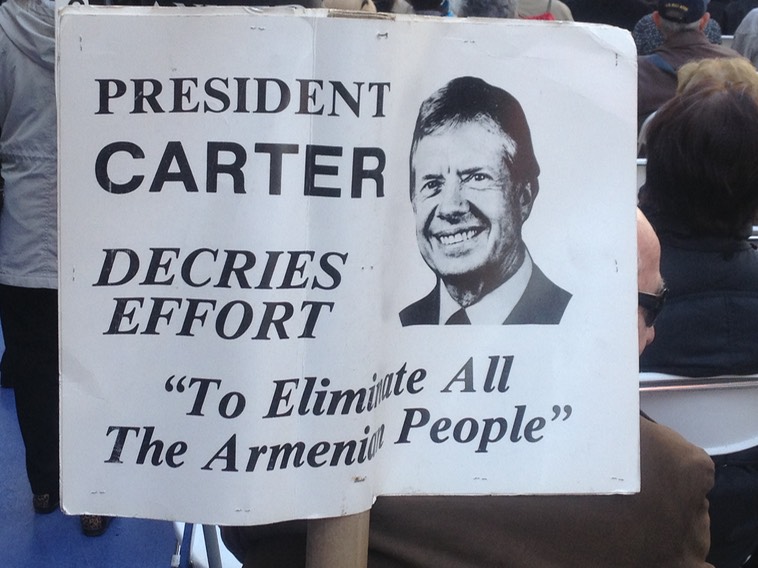 PRESIDENT
CARTER
DECRIES
EFFORT
“To Eliminate All
The Armenian People”